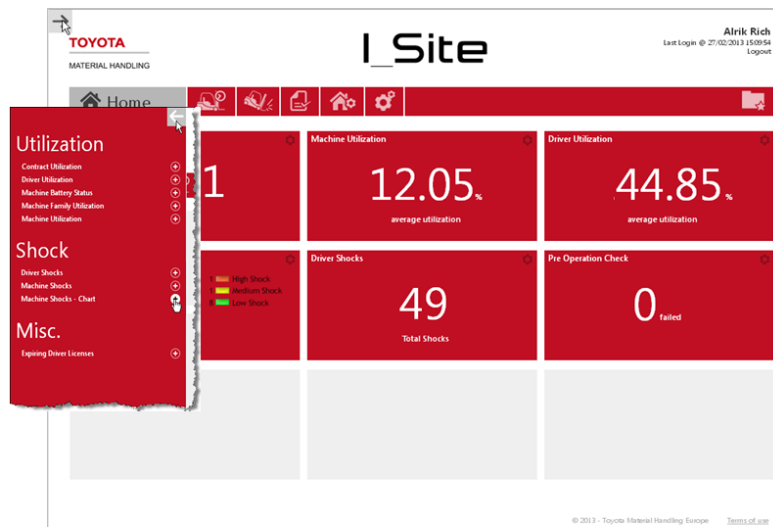 TOYOTA
MATERIAL HANDLING
I_Site
Alrik Rich
Last Login @ 27/02/2013 15:09:54
Logout
Home
Utilization
Contract Utilization
Driver Utilization
Machine Battery Status
Machine Family Utilization
Machine Utilization
Shock
Driver Shocks
Machine Shocks
Machine Shocks - Chart
Misc.
Expiring Driver Licenses
1
Machine Utilization
12.05 %
average utilization
Driver Utilization
44.85 %
average utilization
1 High Shock
1 Medium Shock
8 Low Shock
Driver Shocks
49
Total Shocks
Pre Operation Check
0 failed
© 2013 - Toyota Material Handling Europe
Terms of use